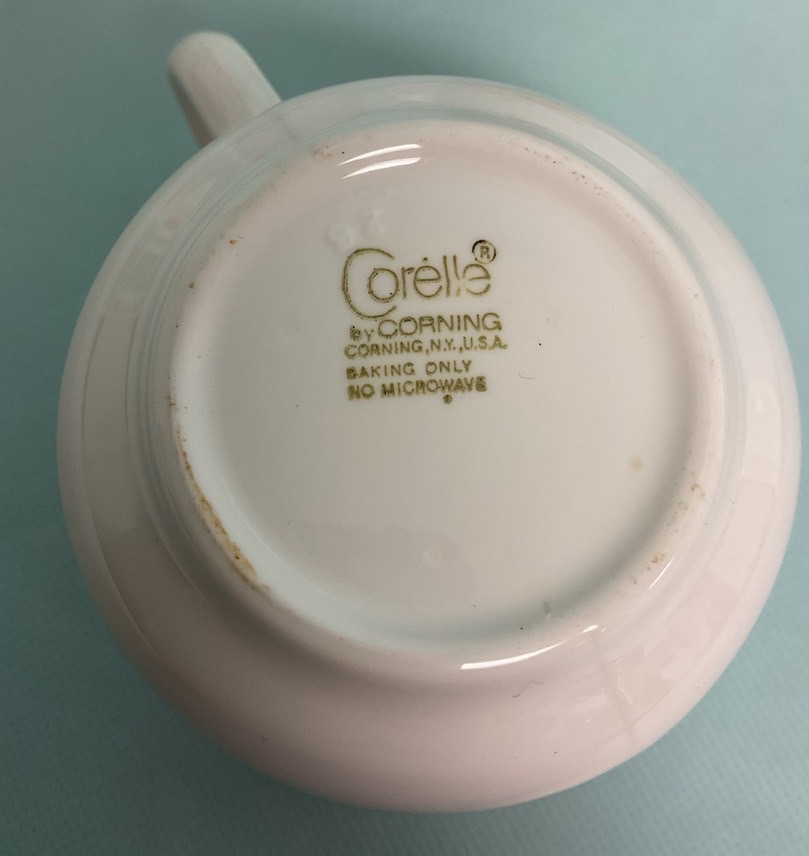 Corelle®
by CORNING
CORNING, N.Y., U.S.A.
BAKING ONLY
NO MICROWAVE